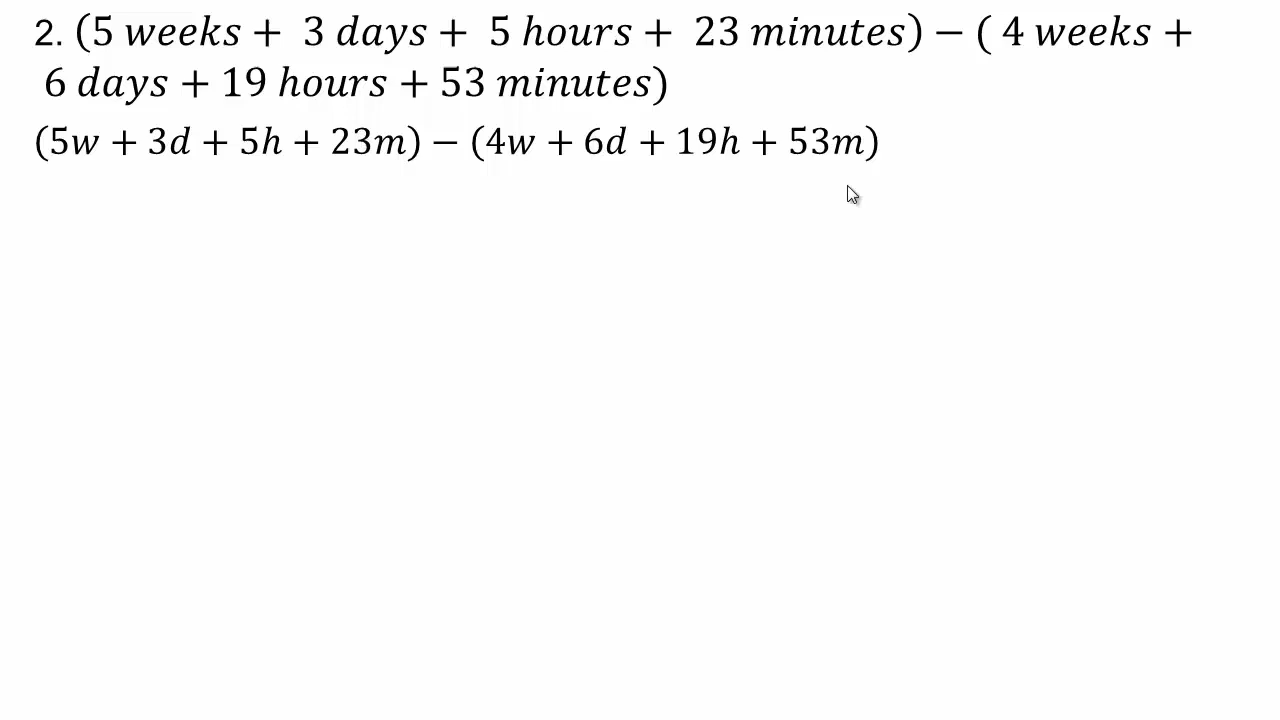 2. (5 weeks + 3 days + 5 hours + 23 minutes) − ( 4 weeks +
6 days + 19 hours + 53 minutes)
(5w + 3d + 5h + 23m) − (4w + 6d + 19h + 53m)